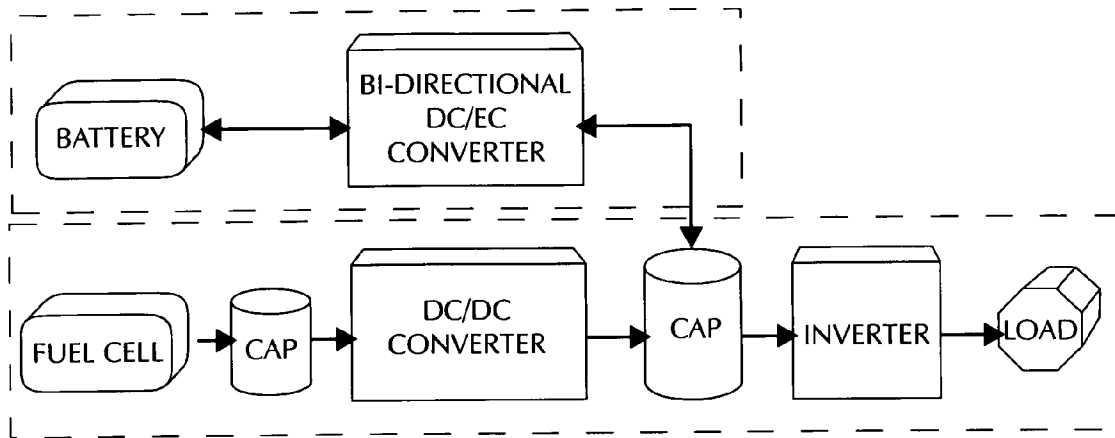 BATTERY
BI-DIRECTIONAL
DC/EC
CONVERTER
FUEL CELL
CAP
DC/DC
CONVERTER
CAP
INVERTER
LOAD